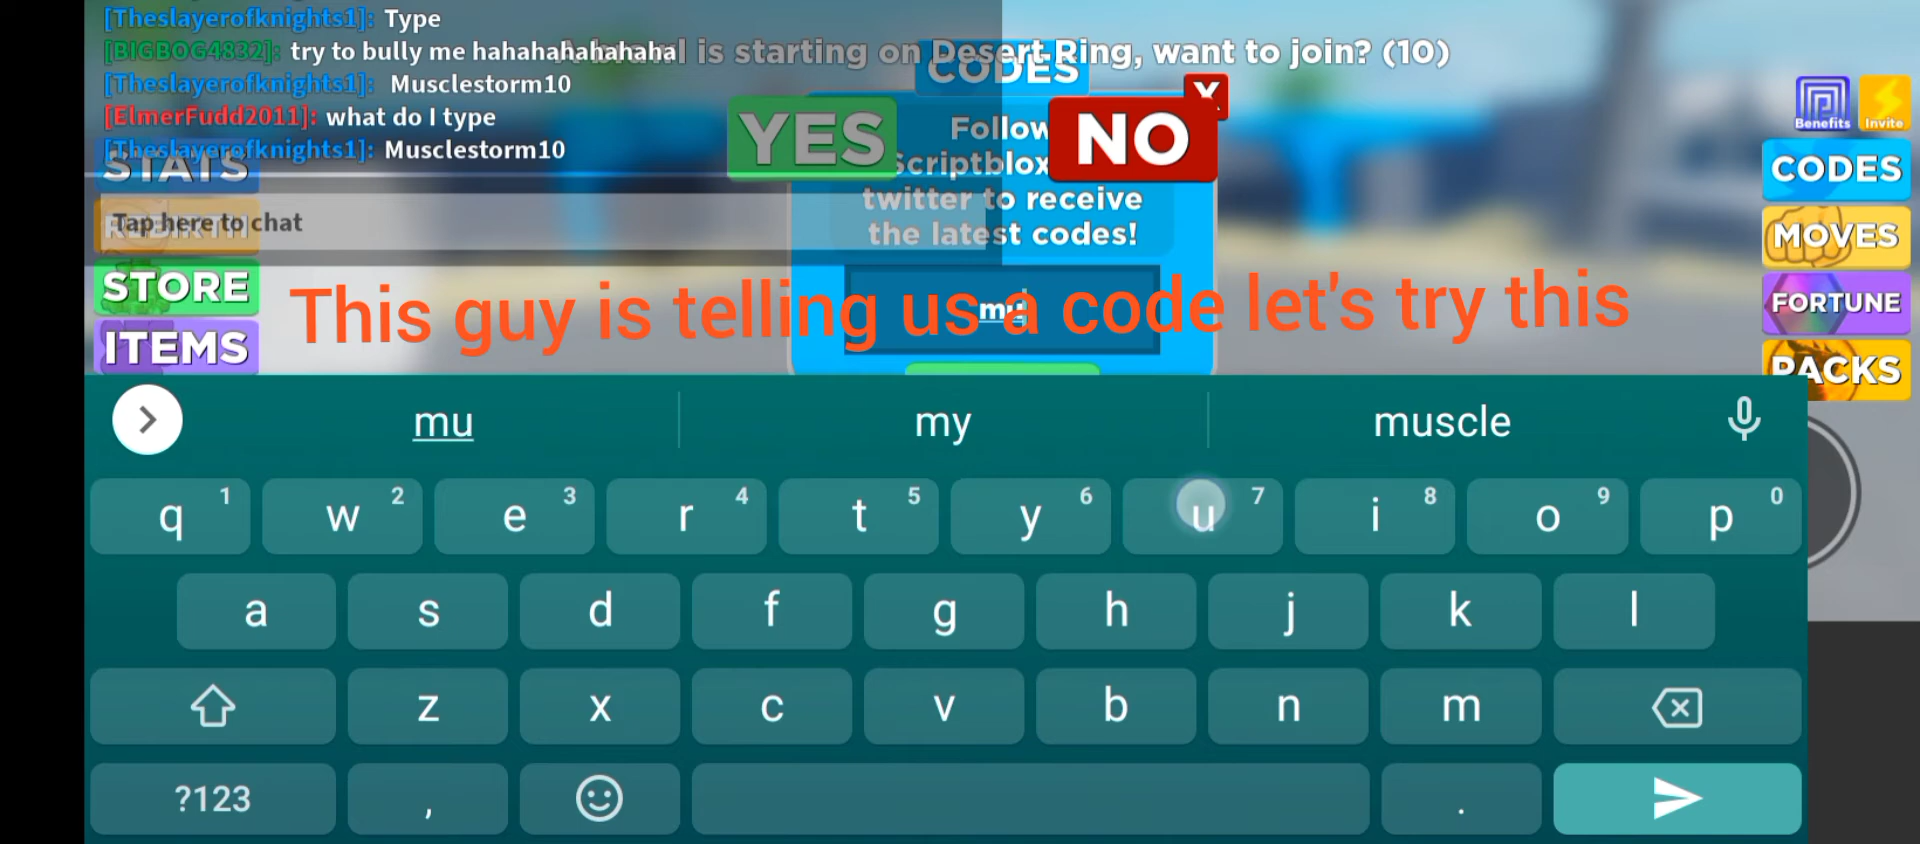 [Theslayerofknights1]: Type
[BIGBOG4832]: try to bully me hahahahahahaha
is starting on Desert Ring, want to join? (10)
[Theslayerofknights1]: Musclestorm10
CODES
X
[ElmerFudd2011]: what do I type
YES
NO
Follow
Benefits
Invite
[Theslayerofknights1]: Musclestorm10
STATS
Scriptblox
CODES
twitter to receive
Tap here to chat
REBIRTH
the latest codes!
MOVES
STORE
This guy is telling us a code let's try this
mu
FORTUNE
ITEMS
PACKS
mu
my
muscle
q 1 w 2 e 3 r 4 t 5 y 6 u 7 i 8 o 9 p 0
a s d f g h j k l
z x c v b n m
?123 , .